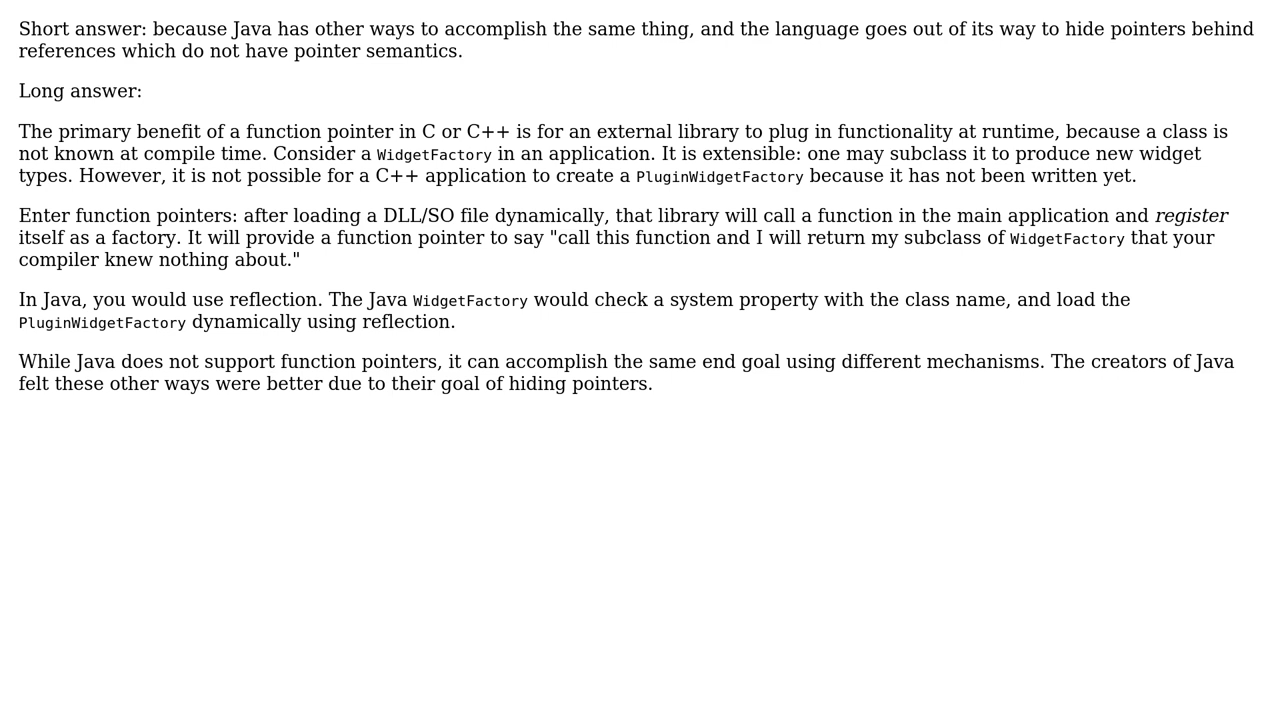 Short answer: because Java has other ways to accomplish the same thing, and the language goes out of its way to hide pointers behind
references which do not have pointer semantics.
Long answer:
The primary benefit of a function pointer in C or C++ is for an external library to plug in functionality at runtime, because a class is
not known at compile time. Consider a WidgetFactory in an application. It is extensible: one may subclass it to produce new widget
types. However, it is not possible for a C++ application to create a PluginWidgetFactory because it has not been written yet.
Enter function pointers: after loading a DLL/SO file dynamically, that library will call a function in the main application and register
itself as a factory. It will provide a function pointer to say "call this function and I will return my subclass of WidgetFactory that your
compiler knew nothing about."
In Java, you would use reflection. The Java WidgetFactory would check a system property with the class name, and load the
PluginWidgetFactory dynamically using reflection.
While Java does not support function pointers, it can accomplish the same end goal using different mechanisms. The creators of Java
felt these other ways were better due to their goal of hiding pointers.